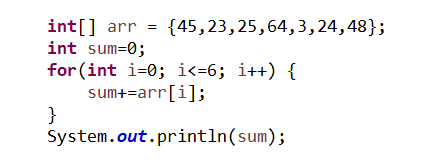 int[] arr = {45,23,25,64,3,24,48};
int sum=0;
for(int i=0; i<=6; i++) {
    sum+=arr[i];
}
System.out.println(sum);